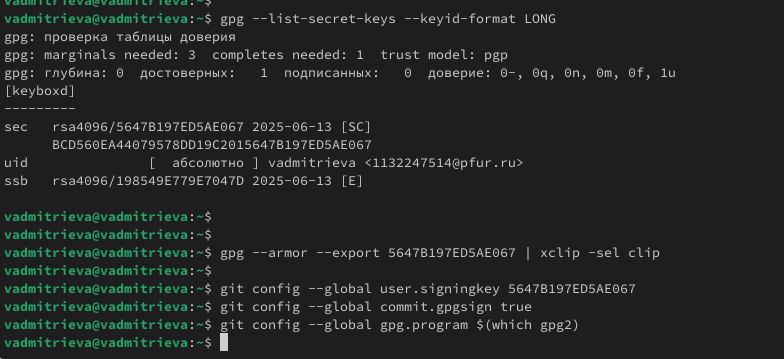 vadmitrieva@vadmitrieva:~$
vadmitrieva@vadmitrieva:~$ gpg --list-secret-keys --keyid-format LONG
gpg: проверка таблицы доверия
gpg: marginals needed: 3  completes needed: 1  trust model: pgp
gpg: глубина: 0  достоверных:   1  подписанных:   0  доверие: 0-, 0q, 0n, 0m, 0f, 1u
[keyboxd]
---------
sec   rsa4096/5647B197ED5AE067 2025-06-13 [SC]
      BCD560EA44079578DD19C2015647B197ED5AE067
uid                 [  абсолютно ] vadmitrieva <1132247514@pfur.ru>
ssb   rsa4096/198549E779E7047D 2025-06-13 [E]

vadmitrieva@vadmitrieva:~$
vadmitrieva@vadmitrieva:~$
vadmitrieva@vadmitrieva:~$ gpg --armor --export 5647B197ED5AE067 | xclip -sel clip
vadmitrieva@vadmitrieva:~$
vadmitrieva@vadmitrieva:~$ git config --global user.signingkey 5647B197ED5AE067
vadmitrieva@vadmitrieva:~$ git config --global commit.gpgsign true
vadmitrieva@vadmitrieva:~$ git config --global gpg.program $(which gpg2)
vadmitrieva@vadmitrieva:~$